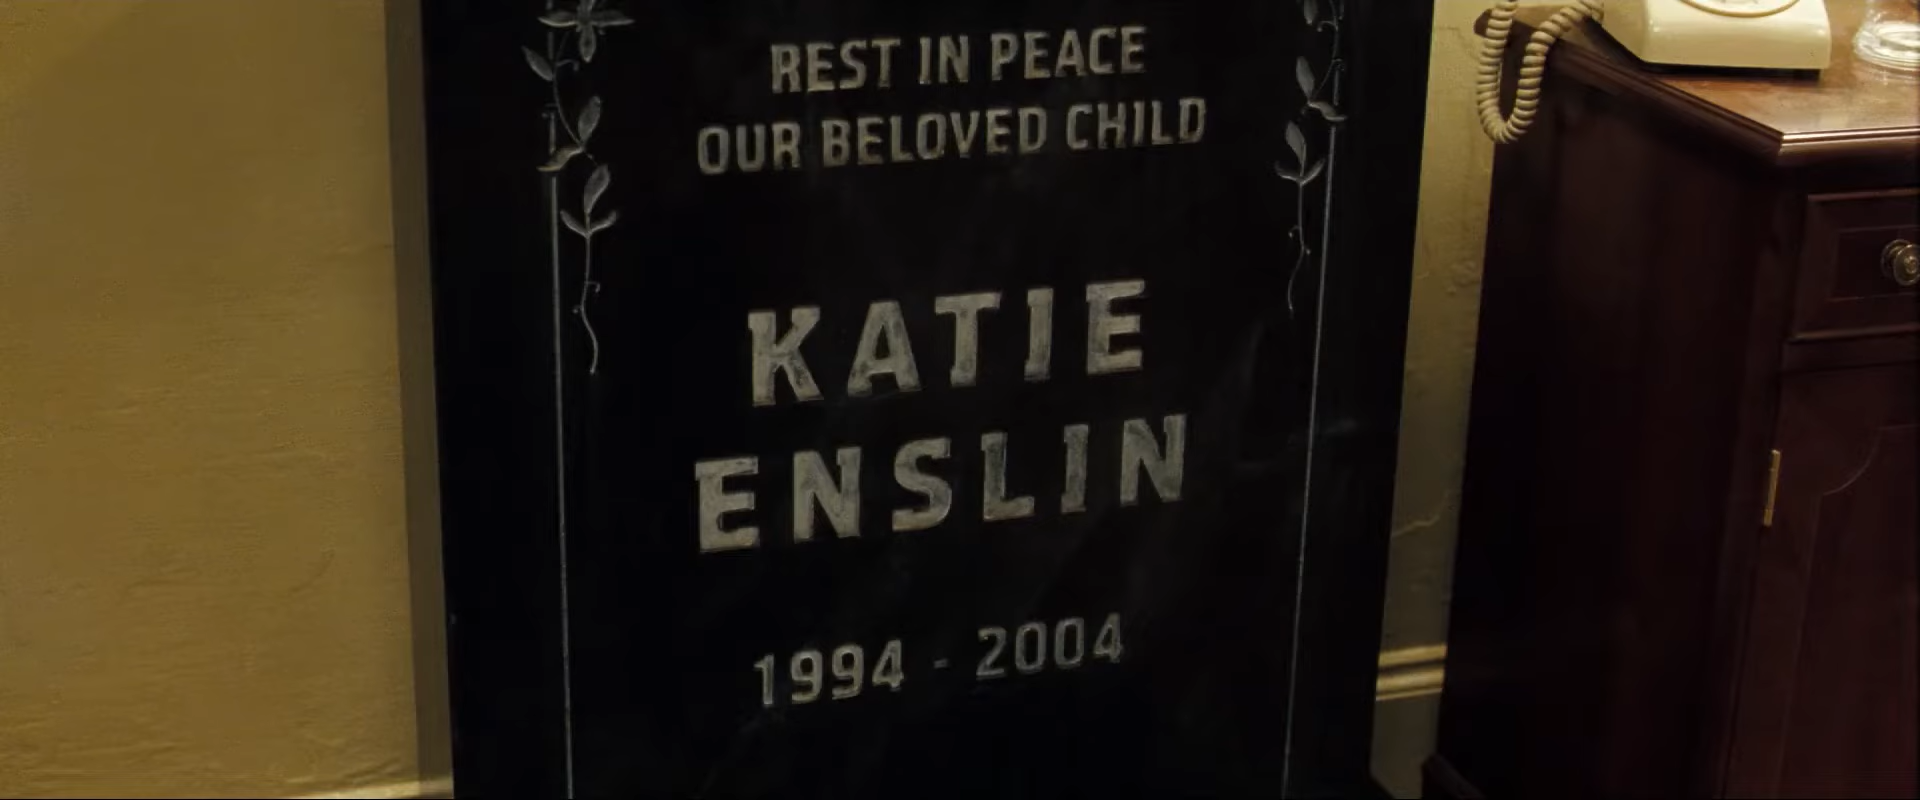 REST IN PEACE
OUR BELOVED CHILD
KATIE
ENSLIN
1994 - 2004